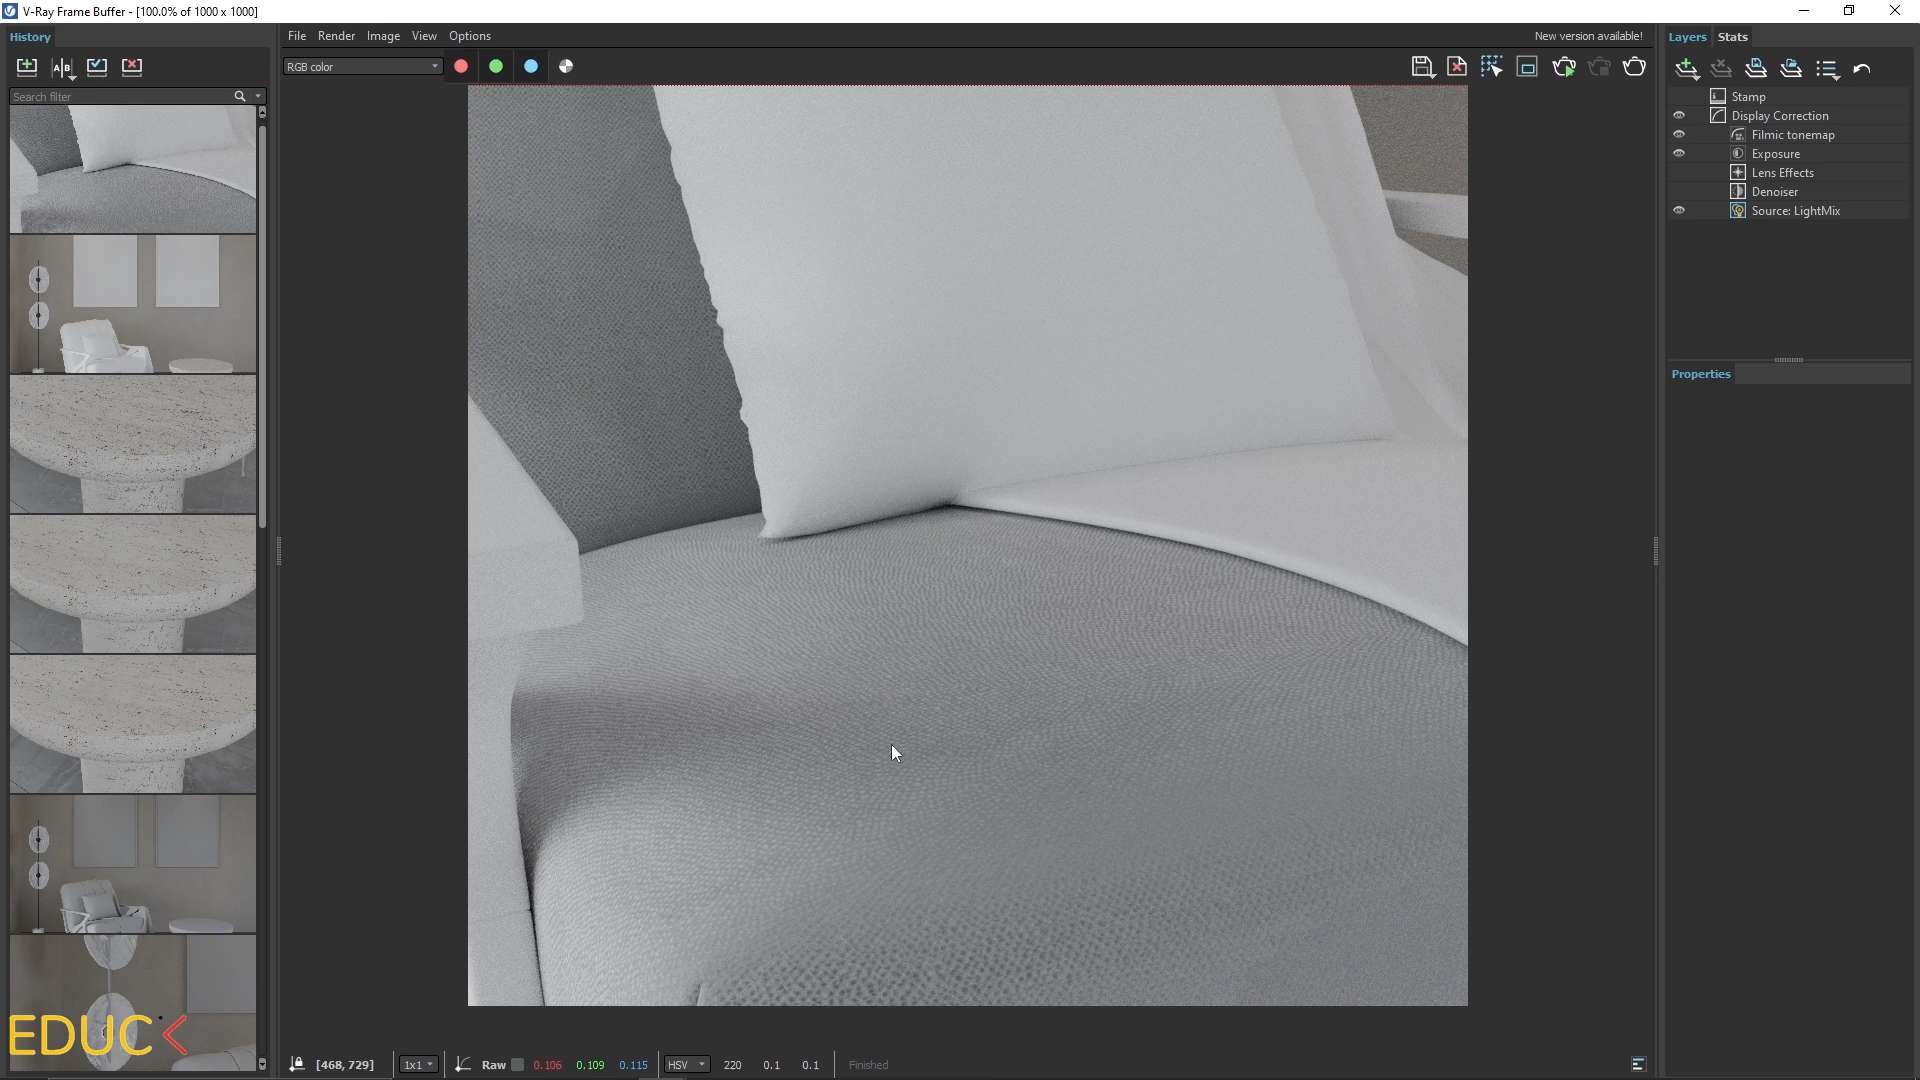 V-Ray Frame Buffer - [100.0% of 1000 x 1000]
History
File Render Image View Options
New version available!
Layers Stats
RGB color
A|B
Search filter
Stamp
Display Correction
Filmic tonemap
Exposure
Lens Effects
Denoiser
Source: LightMix
Properties
EDUC
[468, 729]
1x1
Raw
0.106 0.109 0.115
HSV
220 0.1 0.1
Finished